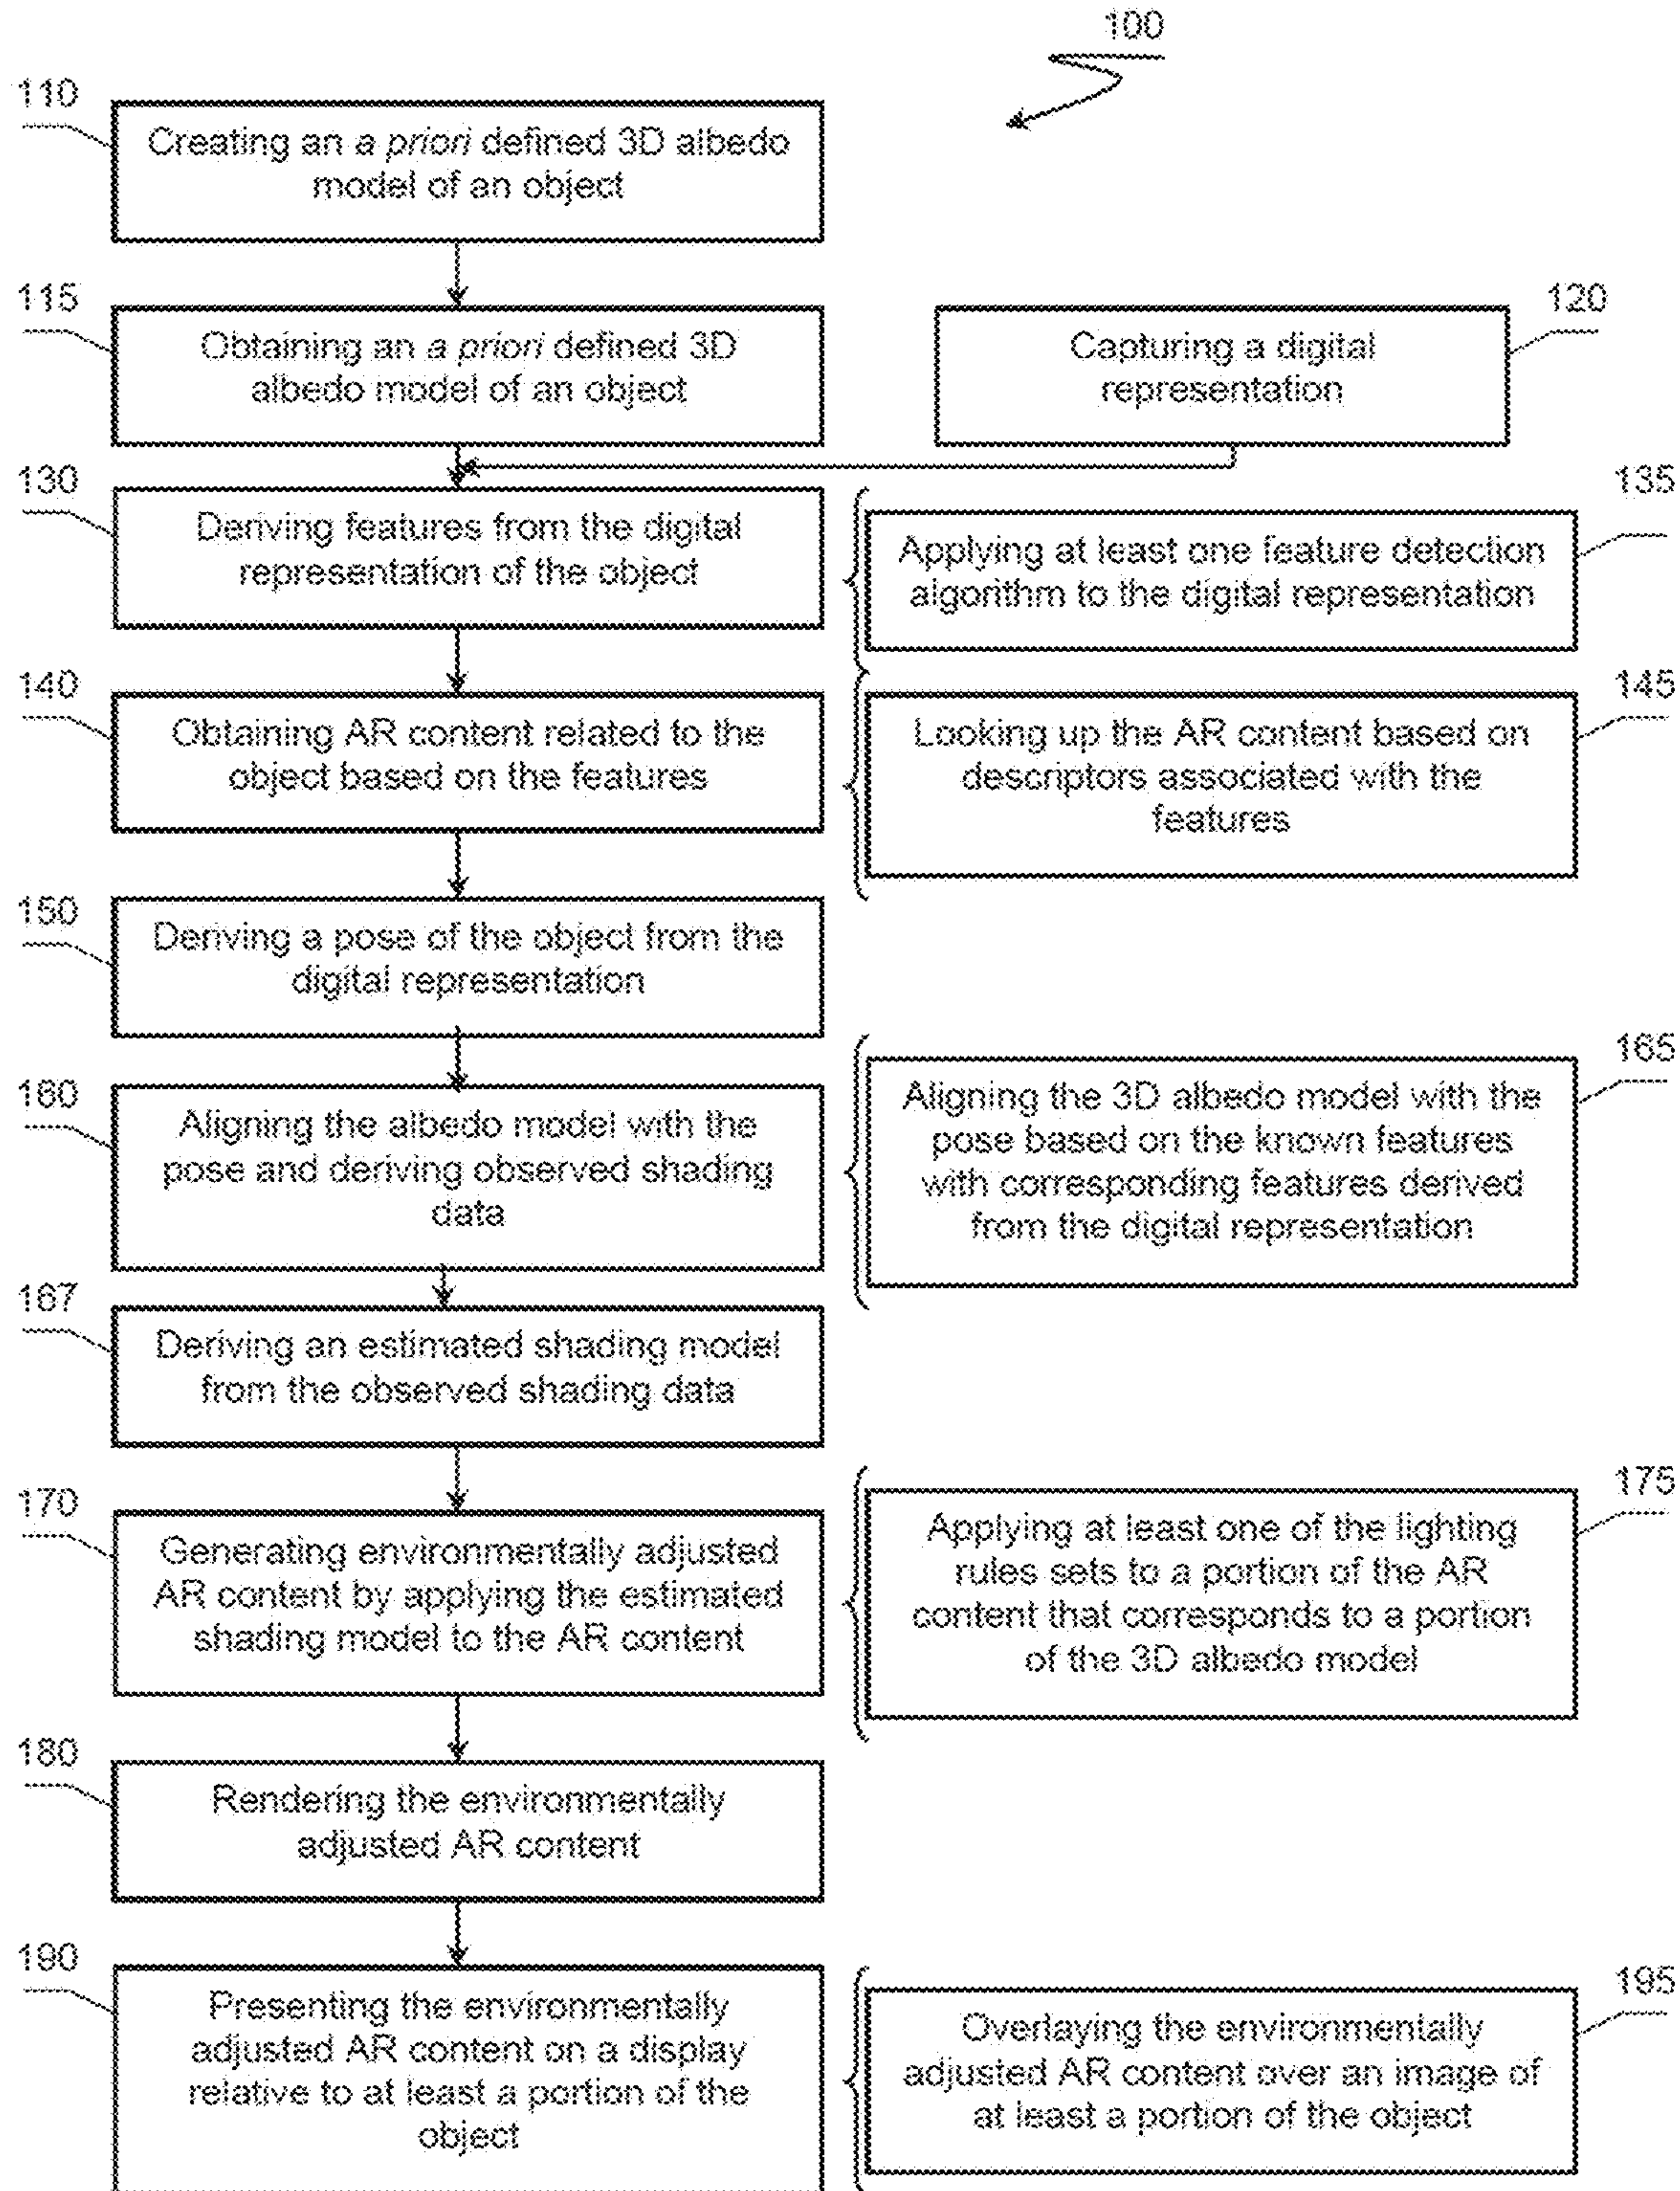 100
110
Creating an a priori defined 3D albedo
model of an object
115
Obtaining an a priori defined 3D
albedo model of an object
120
Capturing a digital
representation
130
Deriving features from the digital
representation of the object
135
Applying at least one feature detection
algorithm to the digital representation
140
Obtaining AR content related to the
object based on the features
145
Looking up the AR content based on
descriptors associated with the
features
150
Deriving a pose of the object from the
digital representation
160
Aligning the albedo model with the
pose and deriving observed shading
data
165
Aligning the 3D albedo model with the
pose based on the known features
with corresponding features derived
from the digital representation
167
Deriving an estimated shading model
from the observed shading data
170
Generating environmentally adjusted
AR content by applying the estimated
shading model to the AR content
175
Applying at least one of the lighting
rules sets to a portion of the AR
content that corresponds to a portion
of the 3D albedo model
180
Rendering the environmentally
adjusted AR content
190
Presenting the environmentally
adjusted AR content on a display
relative to at least a portion of the
object
195
Overlaying the environmentally
adjusted AR content over an image of
at least a portion of the object